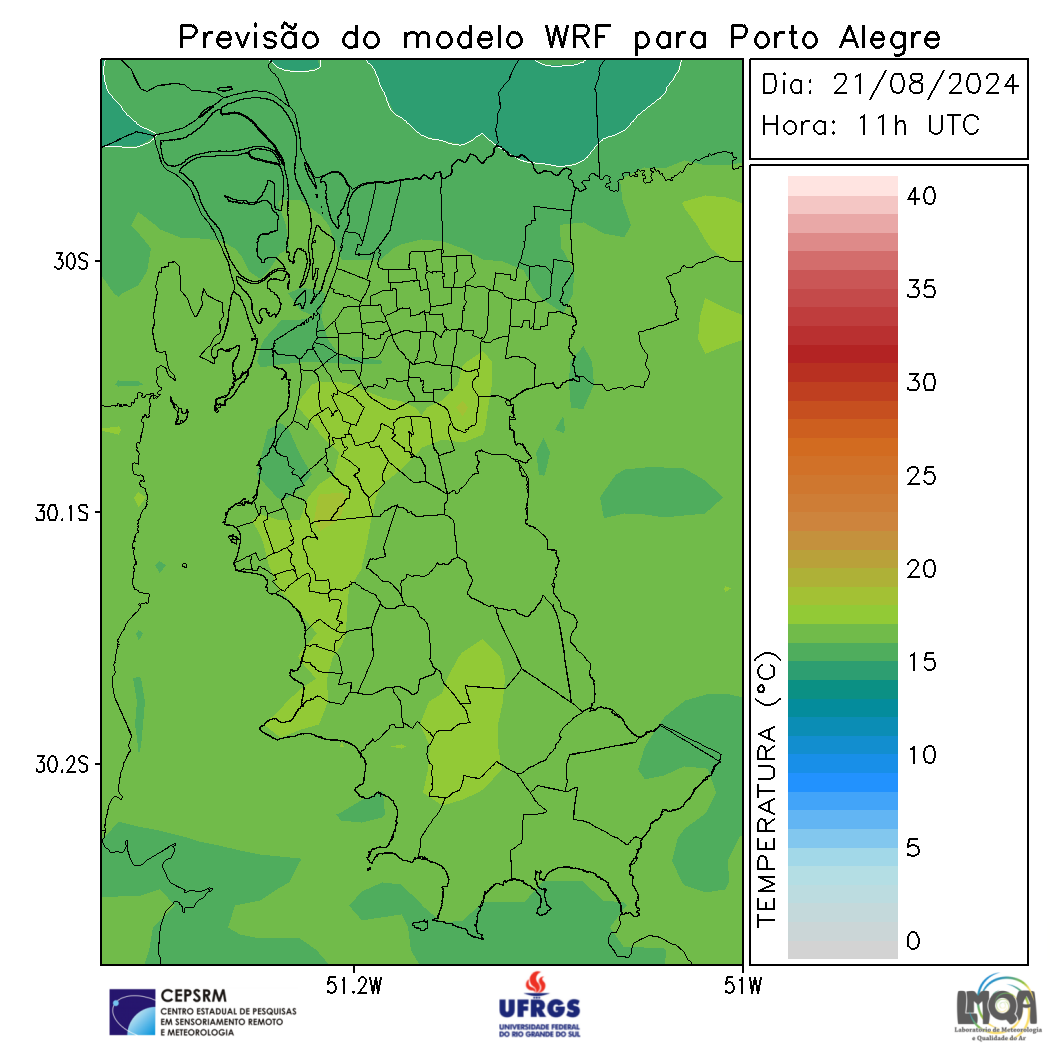 Previsão do modelo WRF para Porto Alegre
Dia: 21/08/2024
Hora: 11h UTC
40
35
30
25
20
15
10
5
0
TEMPERATURA (°C)
30S
30.1S
30.2S
51.2W
51W
CEPSRM
CENTRO ESTADUAL DE PESQUISAS
EM SENSORIAMENTO REMOTO
E METEOROLOGIA
UFRGS
UNIVERSIDADE FEDERAL
DO RIO GRANDE DO SUL
LMQA
Laboratório de Meteorologia
e Qualidade do Ar